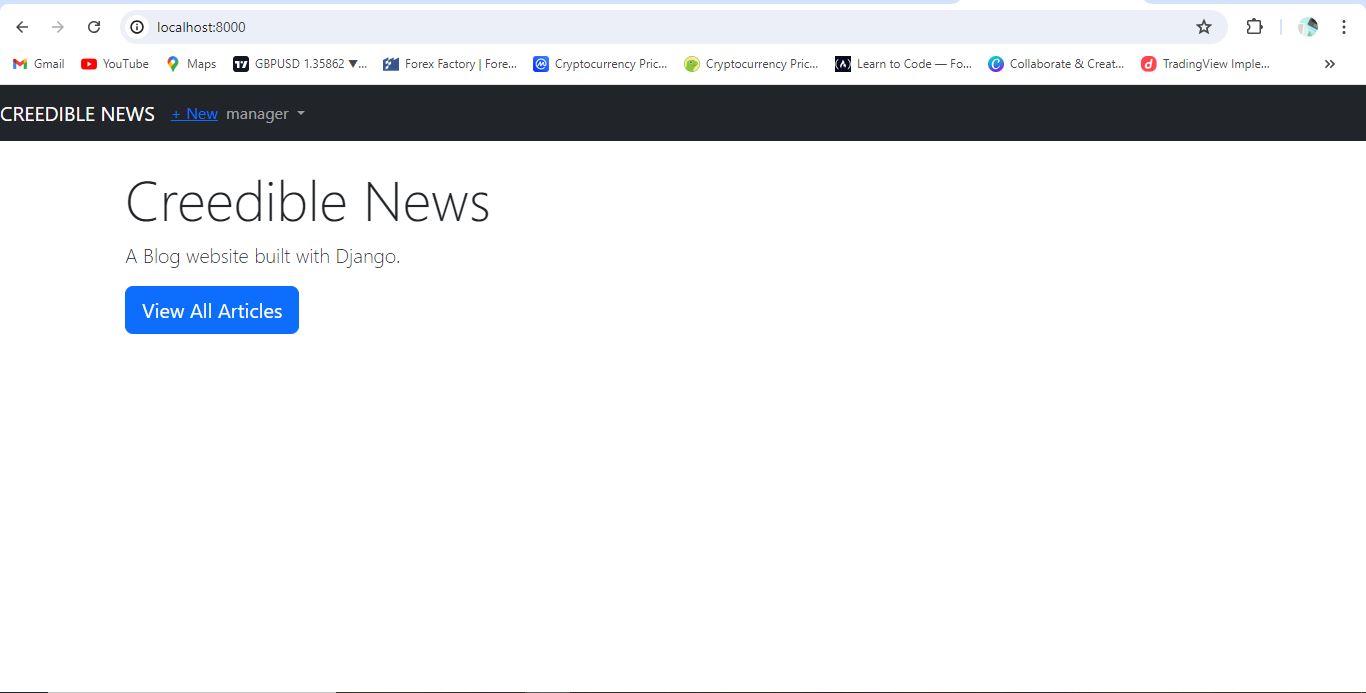 localhost:8000
Gmail YouTube Maps GBPUSD 1.35862 ▼... Forex Factory | Fore... Cryptocurrency Pric... Cryptocurrency Pric... Learn to Code — Fo... Collaborate & Creat... TradingView Imple... »
CREEDIBLE NEWS + New manager
Creedible News
A Blog website built with Django.
View All Articles